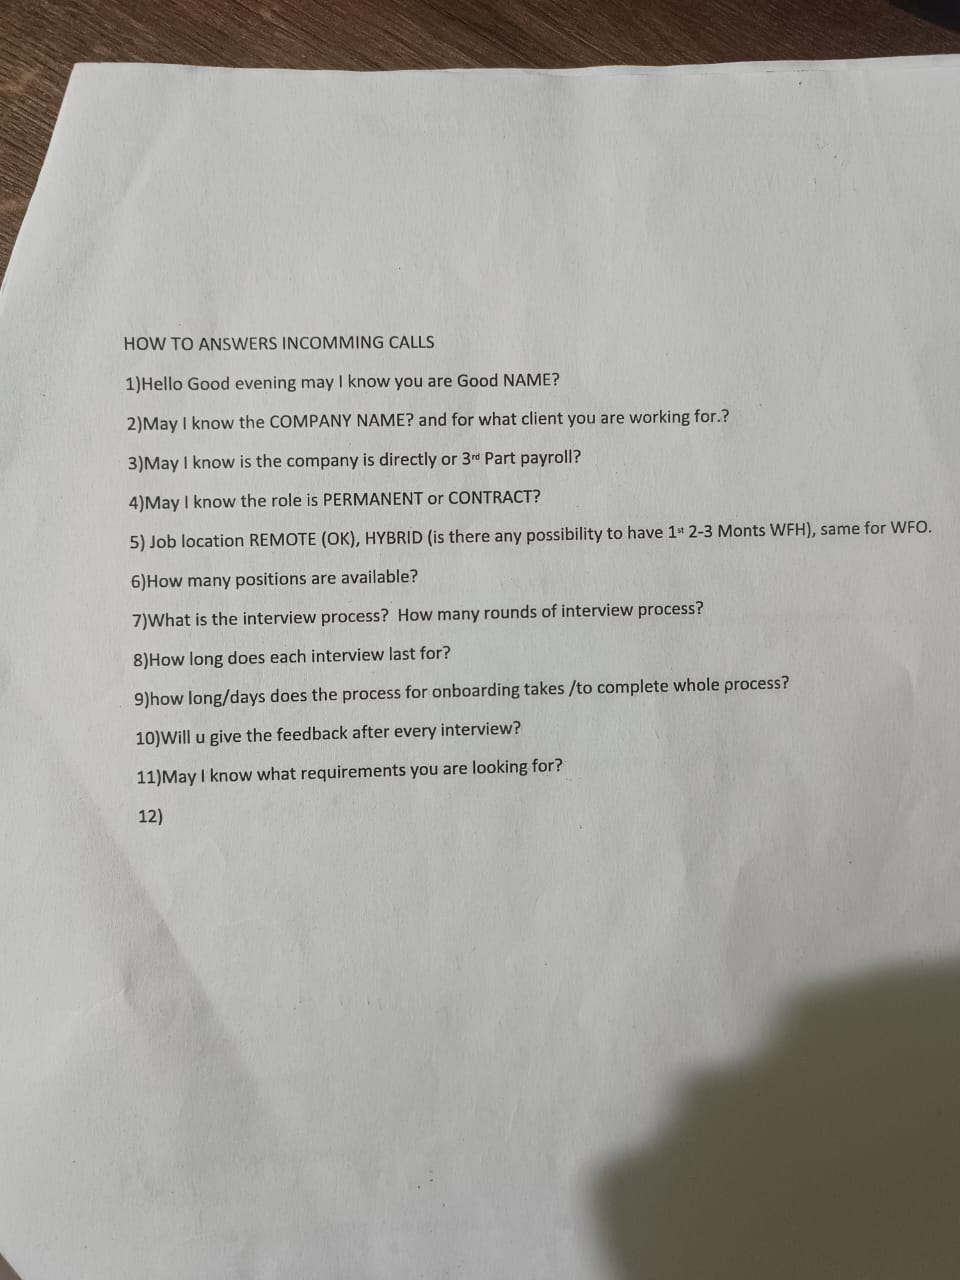 HOW TO ANSWERS INCOMMING CALLS
1)Hello Good evening may I know you are Good NAME?
2)May I know the COMPANY NAME? and for what client you are working for.?
3)May I know is the company is directly or 3rd Part payroll?
4)May I know the role is PERMANENT or CONTRACT?
5) Job location REMOTE (OK), HYBRID (is there any possibility to have 1st 2-3 Monts WFH), same for WFO.
6)How many positions are available?
7)What is the interview process?  How many rounds of interview process?
8)How long does each interview last for?
9)how long/days does the process for onboarding takes /to complete whole process?
10)Will u give the feedback after every interview?
11)May I know what requirements you are looking for?
12)